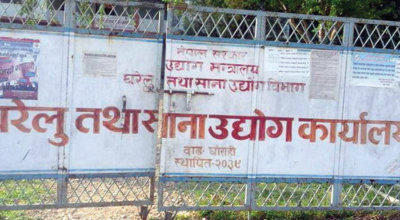 नेपाल सरकार
उद्योग मन्त्रालय
घरेलु तथा साना उद्योग विभाग
घरेलु तथा साना उद्योग कार्यालय
दाङ घोराही
स्थापित-२०३९